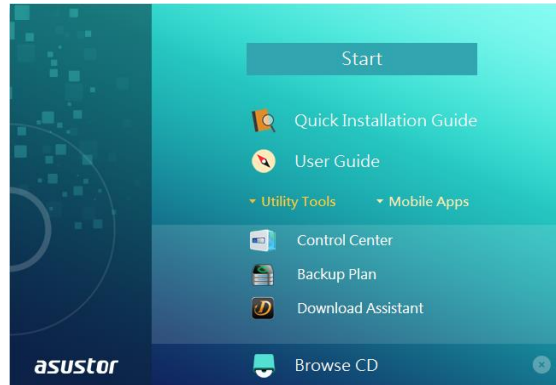 Start
Quick Installation Guide
User Guide
Utility Tools Mobile Apps
Control Center
Backup Plan
Download Assistant
asustor Browse CD